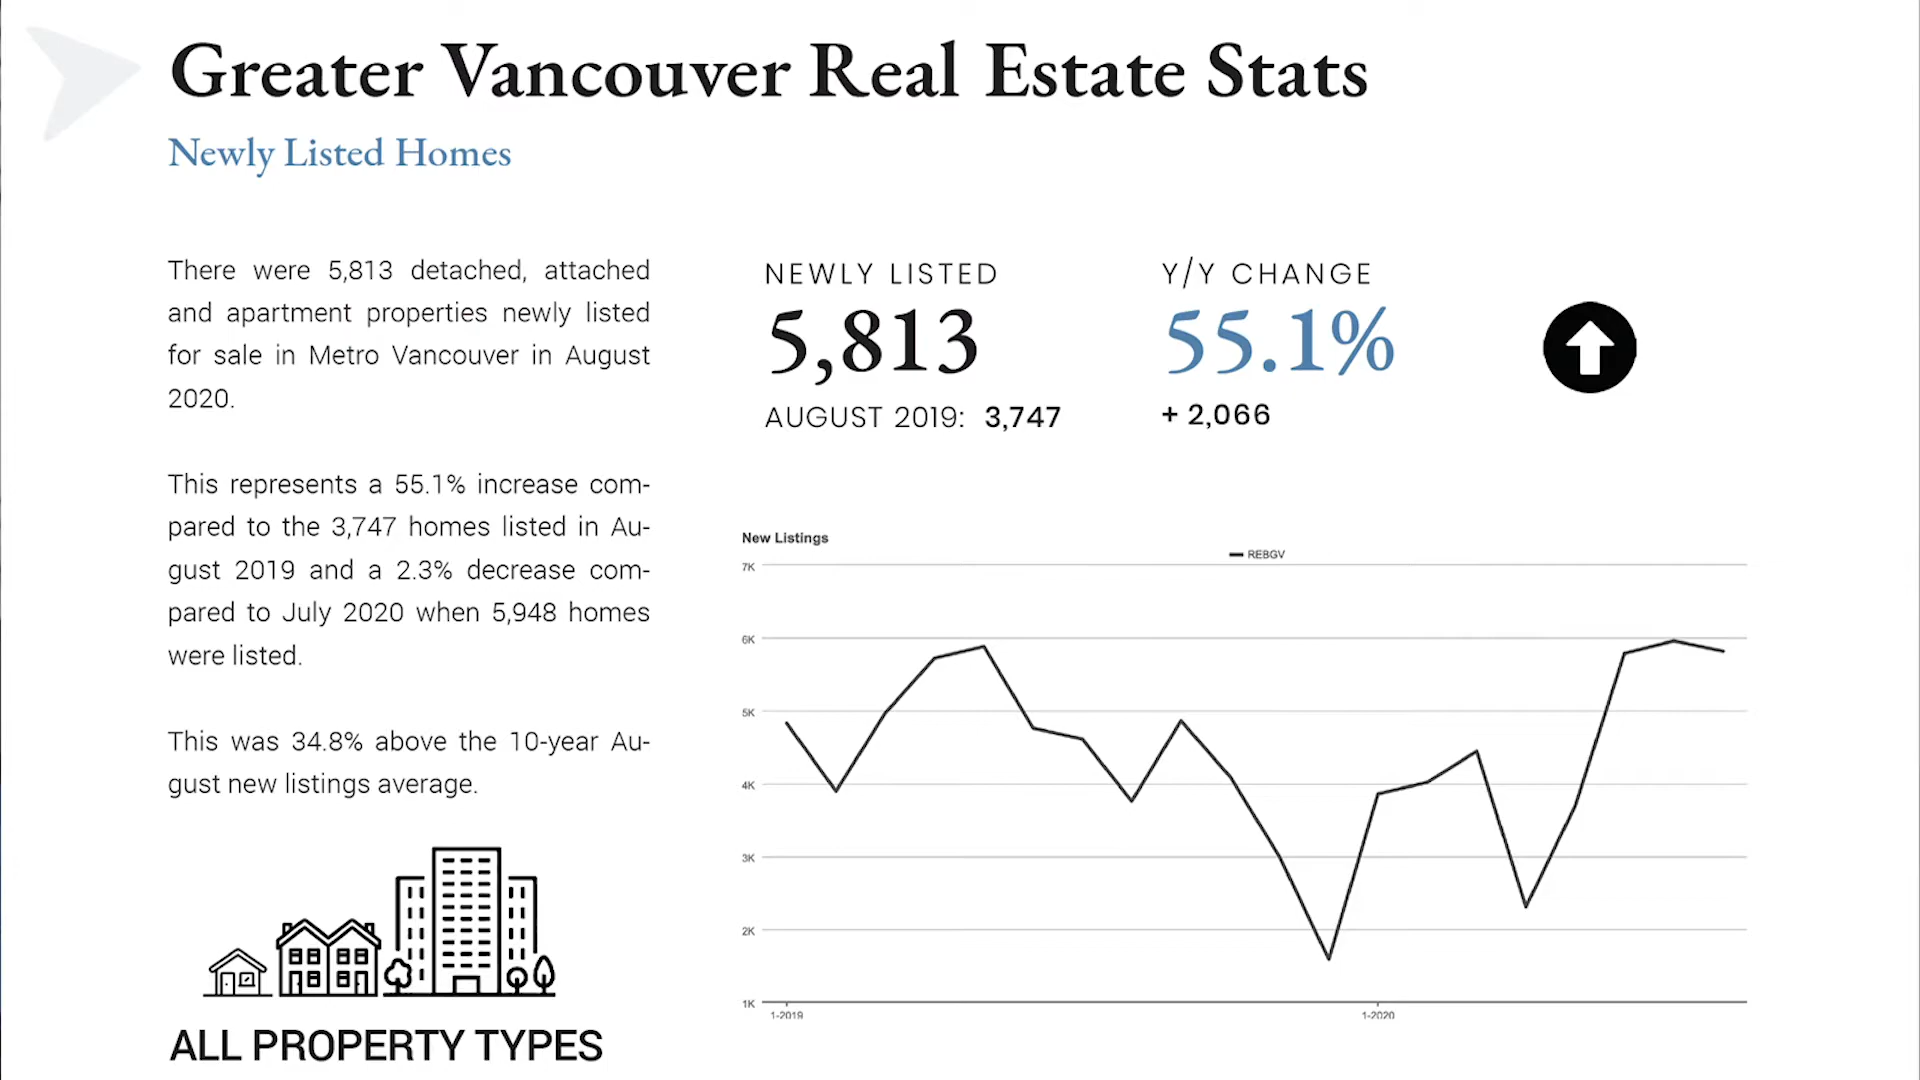 Greater Vancouver Real Estate Stats
Newly Listed Homes
There were 5,813 detached, attached
and apartment properties newly listed
for sale in Metro Vancouver in August
2020.
This represents a 55.1% increase com-
pared to the 3,747 homes listed in Au-
gust 2019 and a 2.3% decrease com-
pared to July 2020 when 5,948 homes
were listed.
This was 34.8% above the 10-year Au-
gust new listings average.
ALL PROPERTY TYPES
NEWLY LISTED
5,813
AUGUST 2019: 3,747
Y/Y CHANGE
55.1%
+ 2,066
New Listings
REBGV
7K
6K
5K
4K
3K
2K
1K
1-2019
1-2020